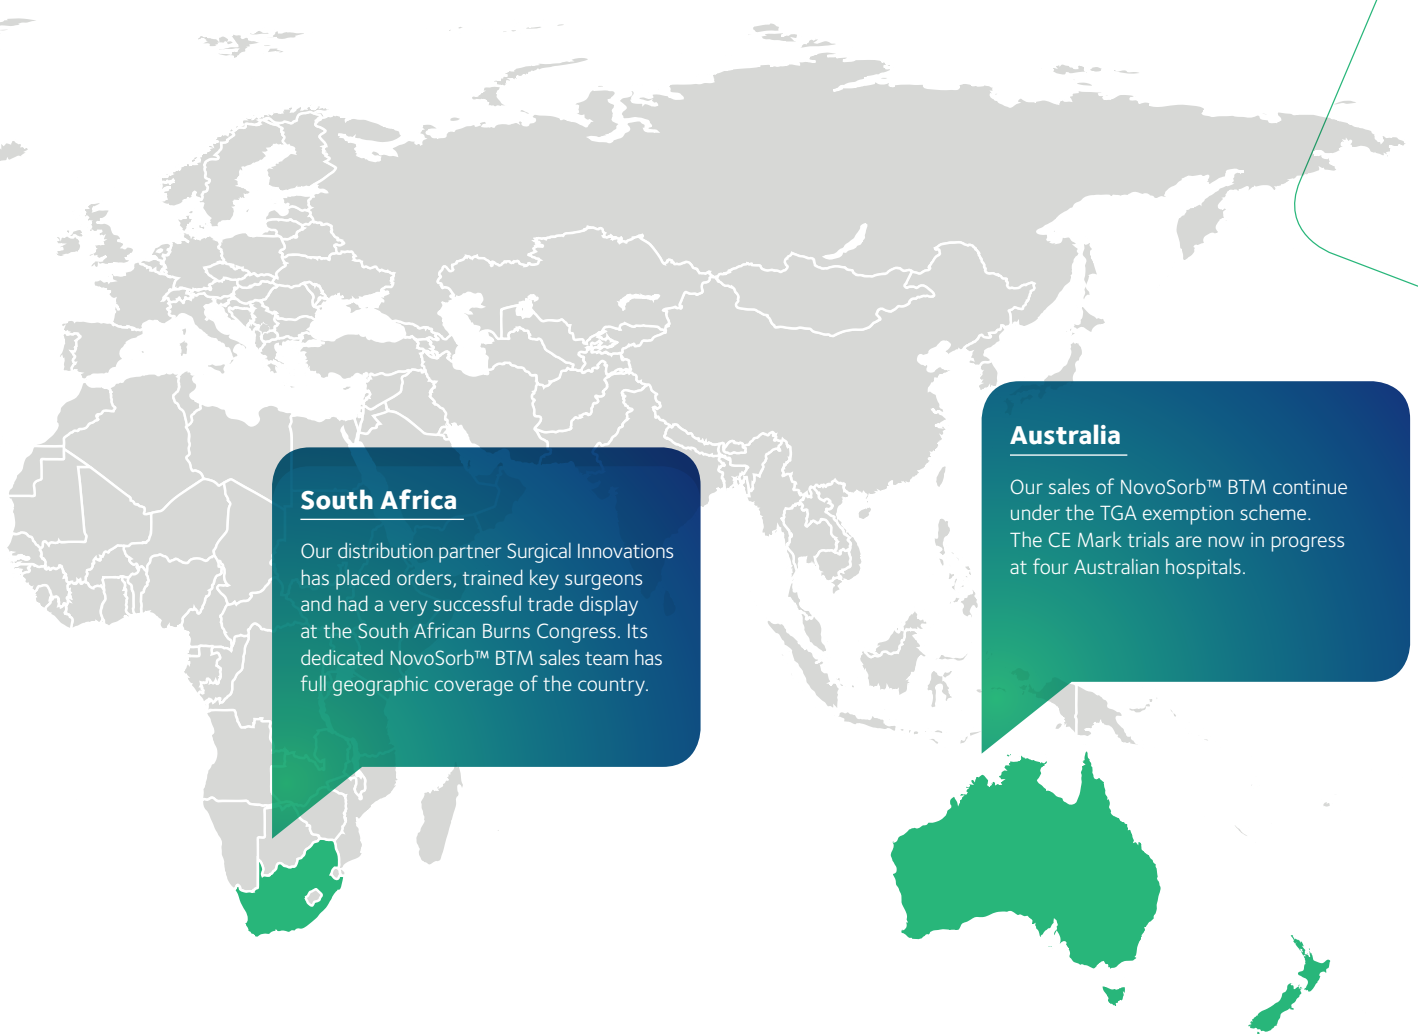 South Africa
Our distribution partner Surgical Innovations
has placed orders, trained key surgeons
and had a very successful trade display
at the South African Burns Congress. Its
dedicated NovoSorb™ BTM sales team has
full geographic coverage of the country.
Australia
Our sales of NovoSorb™ BTM continue
under the TGA exemption scheme.
The CE Mark trials are now in progress
at four Australian hospitals.